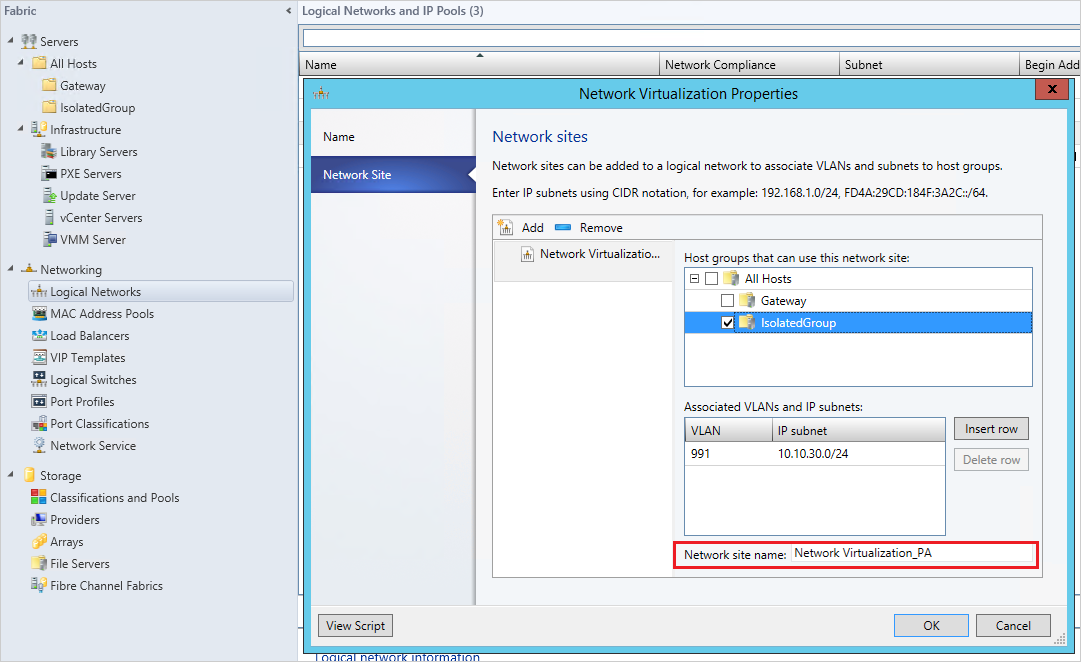 Fabric
Servers
All Hosts
Gateway
IsolatedGroup
Infrastructure
Library Servers
PXE Servers
Update Server
vCenter Servers
VMM Server
Networking
Logical Networks
MAC Address Pools
Load Balancers
VIP Templates
Logical Switches
Port Profiles
Port Classifications
Network Service
Storage
Classifications and Pools
Providers
Arrays
File Servers
Fibre Channel Fabrics
Logical Networks and IP Pools (3)
Name Network Compliance Subnet Begin Add
Network Virtualization Properties
x
Name
Network Site
Network sites
Network sites can be added to a logical network to associate VLANs and subnets to host groups.
Enter IP subnets using CIDR notation, for example: 192.168.1.0/24, FD4A:29CD:184F:3A2C::/64.
Add Remove
Network Virtualizatio...
Host groups that can use this network site:
All Hosts
Gateway
IsolatedGroup
Associated VLANs and IP subnets:
VLAN IP subnet
991 10.10.30.0/24
Insert row
Delete row
Network site name: Network Virtualization_PA
View Script OK Cancel
Logical network information